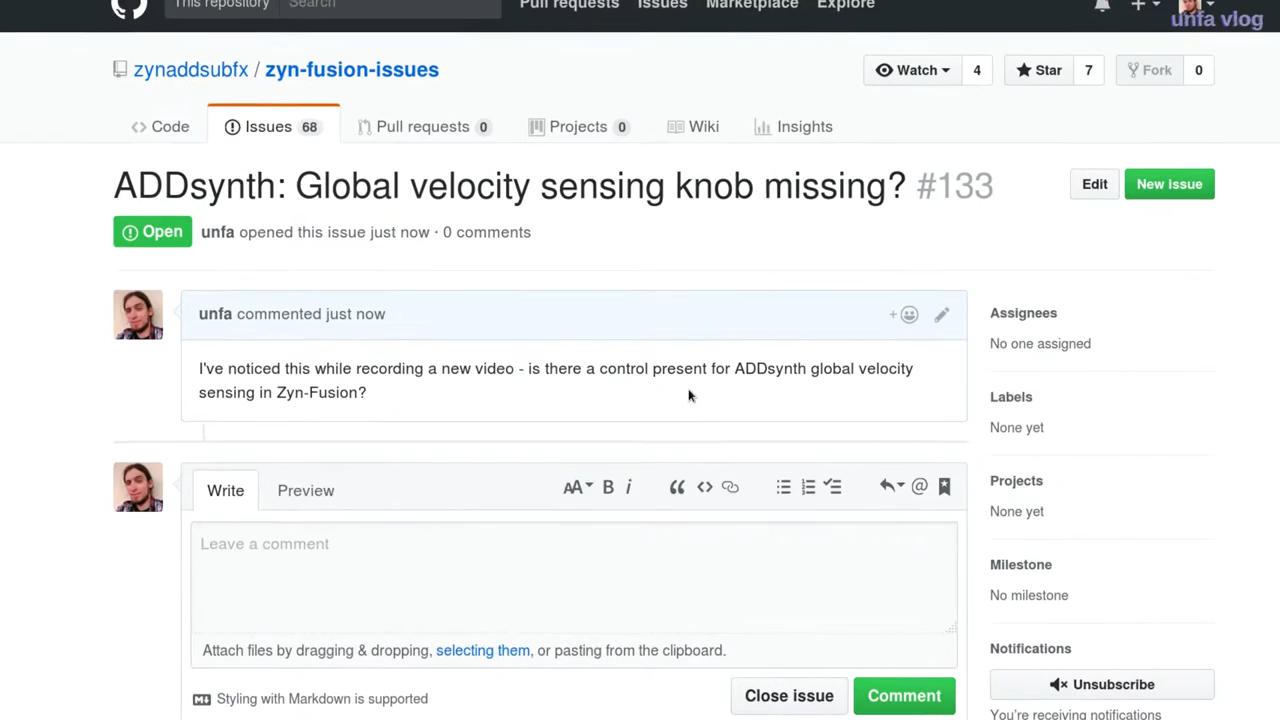 This repository Search Pull requests Issues Marketplace Explore
unfa vlog
zynaddsubfx / zyn-fusion-issues
Watch 4 Star 7 Fork 0
Code Issues 68 Pull requests 0 Projects 0 Wiki Insights
ADDsynth: Global velocity sensing knob missing? #133
Edit New issue
Open unfa opened this issue just now · 0 comments
unfa commented just now
I've noticed this while recording a new video - is there a control present for ADDsynth global velocity
sensing in Zyn-Fusion?
Assignees
No one assigned
Labels
None yet
Projects
None yet
Milestone
No milestone
Notifications
Unsubscribe
You're receiving notifications
Write Preview
AA B i
Leave a comment
Attach files by dragging & dropping, selecting them, or pasting from the clipboard.
Styling with Markdown is supported
Close issue Comment